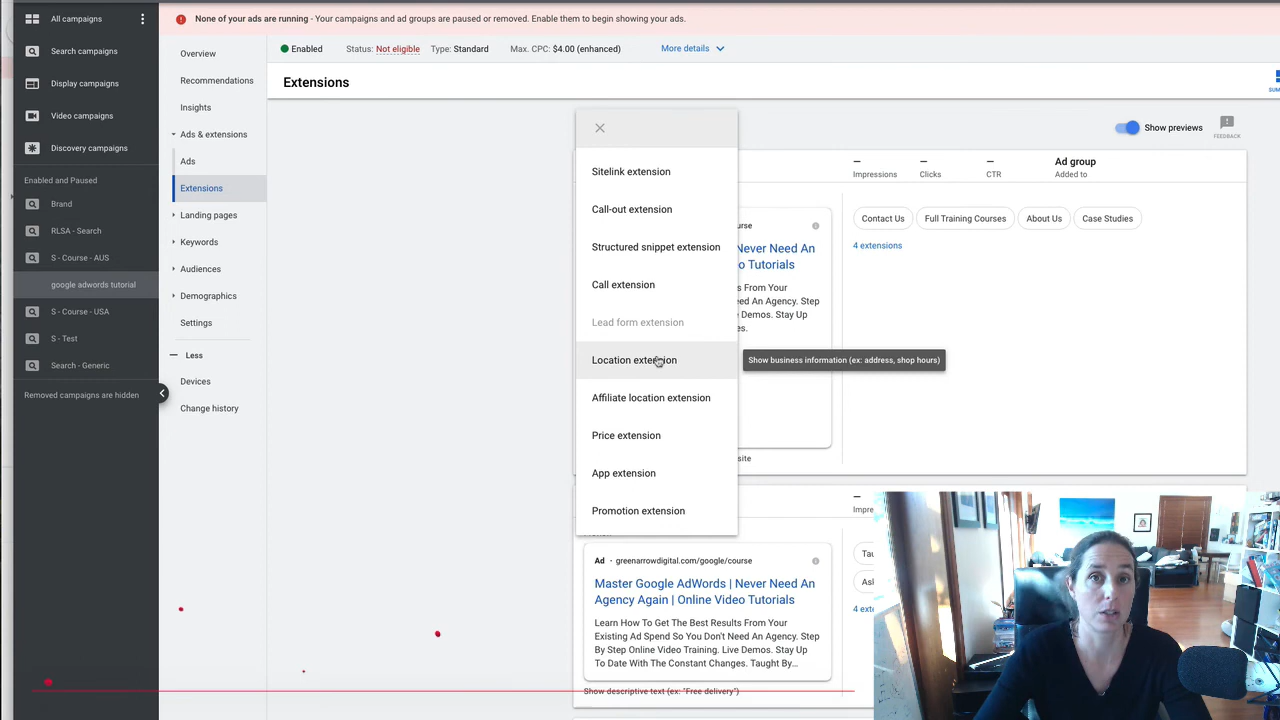 All campaigns
Search campaigns
Display campaigns
Video campaigns
Discovery campaigns
Enabled and Paused
Brand
RLSA - Search
S - Course - AUS
google adwords tutorial
S - Course - USA
S - Test
Search - Generic
Removed campaigns are hidden
None of your ads are running - Your campaigns and ad groups are paused or removed. Enable them to begin showing your ads.
Overview
Recommendations
Insights
Ads & extensions
Ads
Extensions
Landing pages
Keywords
Audiences
Demographics
Settings
Less
Devices
Change history
Enabled Status: Not eligible Type: Standard Max. CPC: $4.00 (enhanced) More details
Extensions
Show previews
FEEDBACK
Sitelink extension
Call-out extension
Structured snippet extension
Call extension
Lead form extension
Location extension
Affiliate location extension
Price extension
App extension
Promotion extension
Show business information (ex: address, shop hours)
— Impressions
— Clicks
— CTR
Ad group
Added to
Contact Us Full Training Courses About Us Case Studies
4 extensions
urse
Never Need An
o Tutorials
s From Your
An Agency. Step
e Demos. Stay Up
es.
site
—
Impre
Ad • greenarrowdigital.com/google/course
Master Google AdWords | Never Need An
Agency Again | Online Video Tutorials
Learn How To Get The Best Results From Your
Existing Ad Spend So You Don't Need An Agency. Step
By Step Online Video Training. Live Demos. Stay Up
To Date With The Constant Changes. Taught By...
Show descriptive text (ex: "Free delivery")
Tau
Ask
4 exte